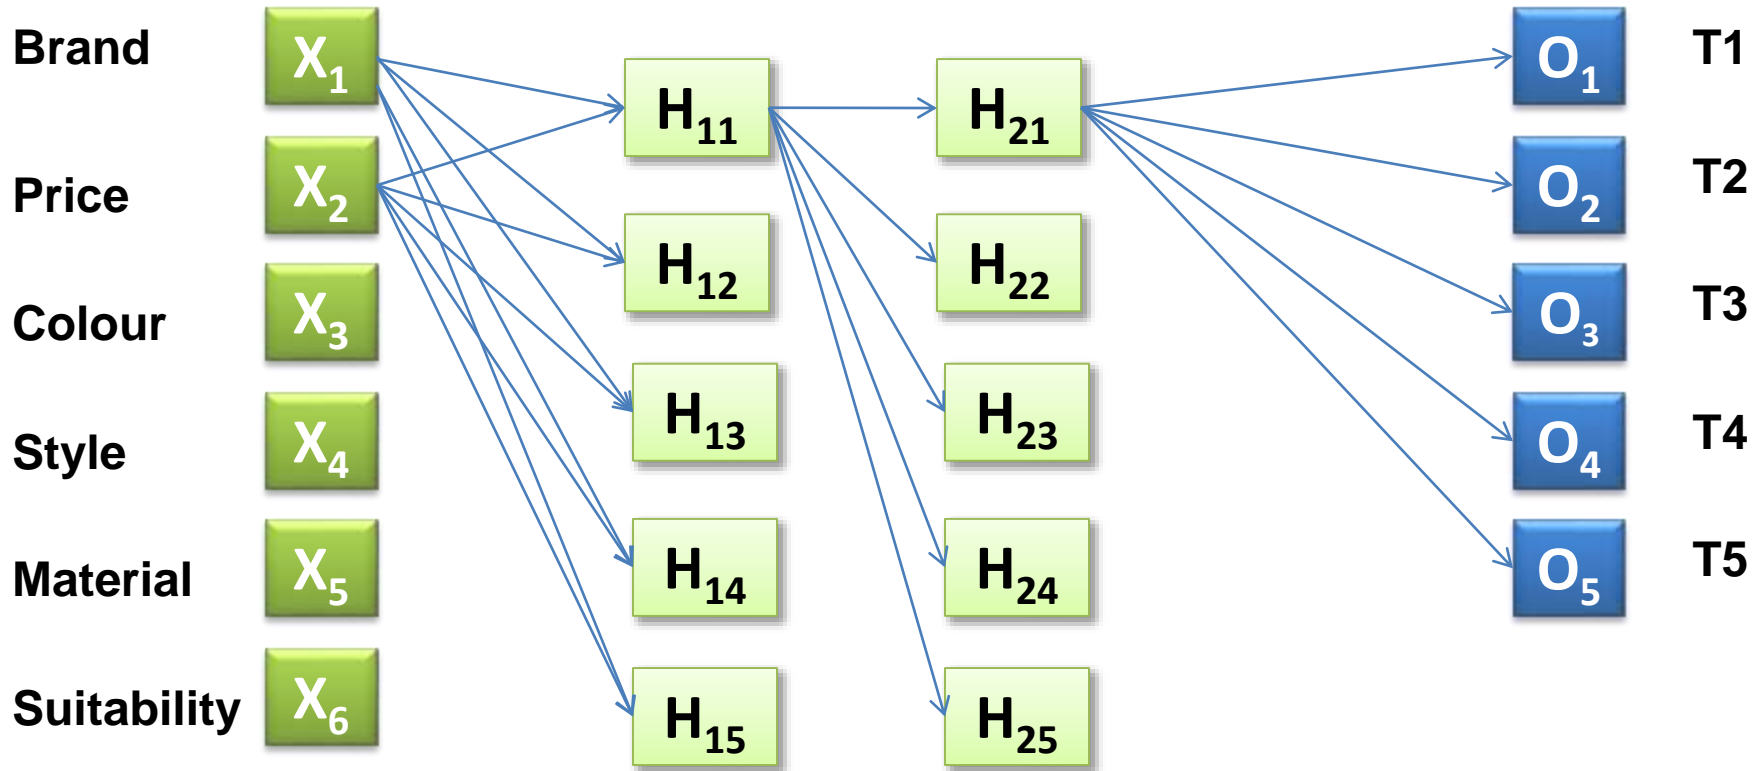 Brand X₁ H₁₁ H₂₁ O₁ T1
Price X₂ H₁₂ H₂₂ O₂ T2
Colour X₃ H₁₃ H₂₃ O₃ T3
Style X₄ H₁₄ H₂₄ O₄ T4
Material X₅ H₁₅ H₂₅ O₅ T5
Suitability X₆